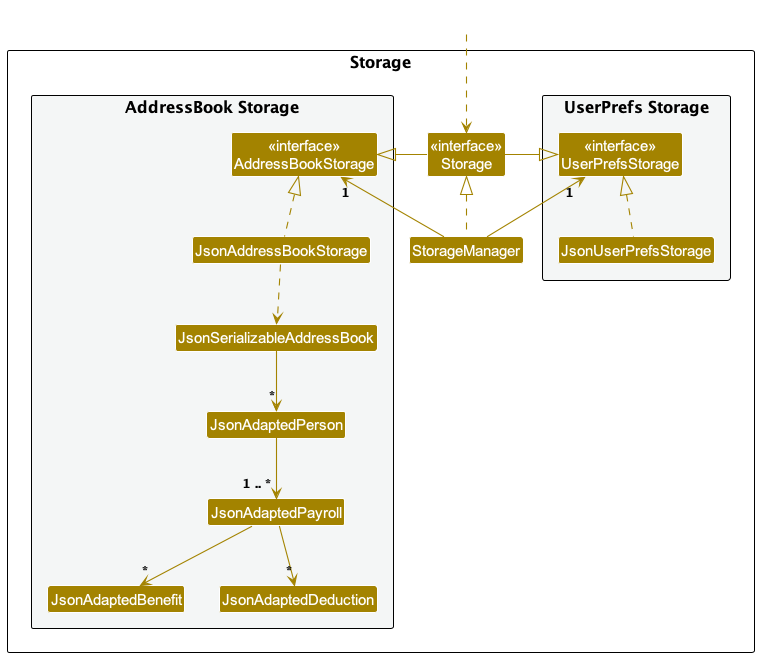 Storage
AddressBook Storage
UserPrefs Storage
«interface»
AddressBookStorage
«interface»
Storage
«interface»
UserPrefsStorage
1
1
JsonAddressBookStorage
StorageManager
JsonUserPrefsStorage
JsonSerializableAddressBook
*
JsonAdaptedPerson
1 .. *
JsonAdaptedPayroll
*
*
JsonAdaptedBenefit
JsonAdaptedDeduction